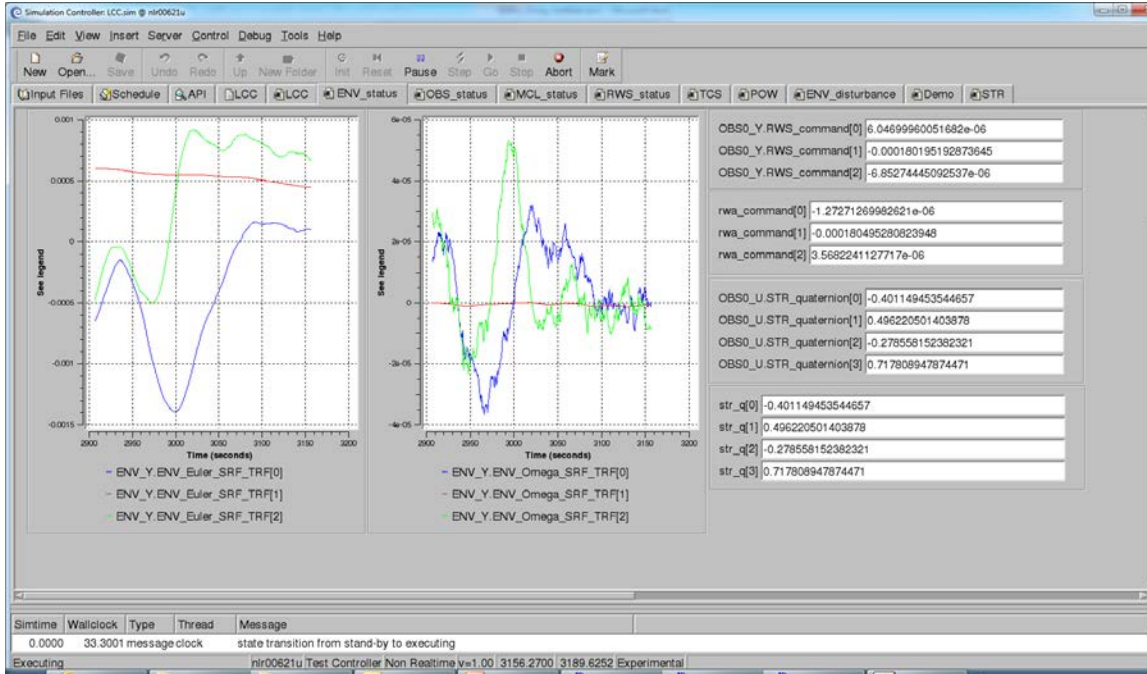 Simulation Controller: LCC.sim @ nlr00621u
File Edit View Insert Server Control Debug Tools Help
New Open... Save Undo Redo Up New Folder Init Reset Pause Step Go Stop Abort Mark
Input Files Schedule API LCC LCC ENV_status OBS_status MCL_status RWS_status TCS POW ENV_disturbance Demo STR
0.001
0.0005
0
-0.0005
-0.001
-0.0015
See legend
2900 2950 3000 3050 3100 3150 3200
Time (seconds)
ENV_Y.ENV_Euler_SRF_TRF[0]
ENV_Y.ENV_Euler_SRF_TRF[1]
ENV_Y.ENV_Euler_SRF_TRF[2]
6e-05
4e-05
2e-05
0
-2e-05
-4e-05
See legend
2900 2950 3000 3050 2100 3150 3200
Time (seconds)
ENV_Y.ENV_Omega_SRF_TRF[0]
ENV_Y.ENV_Omega_SRF_TRF[1]
ENV_Y.ENV_Omega_SRF_TRF[2]
OBS0_Y.RWS_command[0] 6.04699960051682e-06
OBS0_Y.RWS_command[1] -0.000180195192873645
OBS0_Y.RWS_command[2] -6.85274445092537e-06
rwa_command[0] -1.27271269982621e-06
rwa_command[1] -0.000180495280823948
rwa_command[2] 3.5682241127717e-06
OBS0_U.STR_quaternion[0] -0.401149453544657
OBS0_U.STR_quaternion[1] 0.496220501403878
OBS0_U.STR_quaternion[2] -0.278558152382321
OBS0_U.STR_quaternion[3] 0.717808947874471
str_q[0] -0.401149453544657
str_q[1] 0.496220501403878
str_q[2] -0.278558152382321
str_q[3] 0.717808947874471
Simtime Wallclock Type Thread Message
0.0000 33.3001 message clock state transition from stand-by to executing
Executing nlr00621u Test Controller Non Realtime v=1.00 3156.2700 3189.6252 Experimental